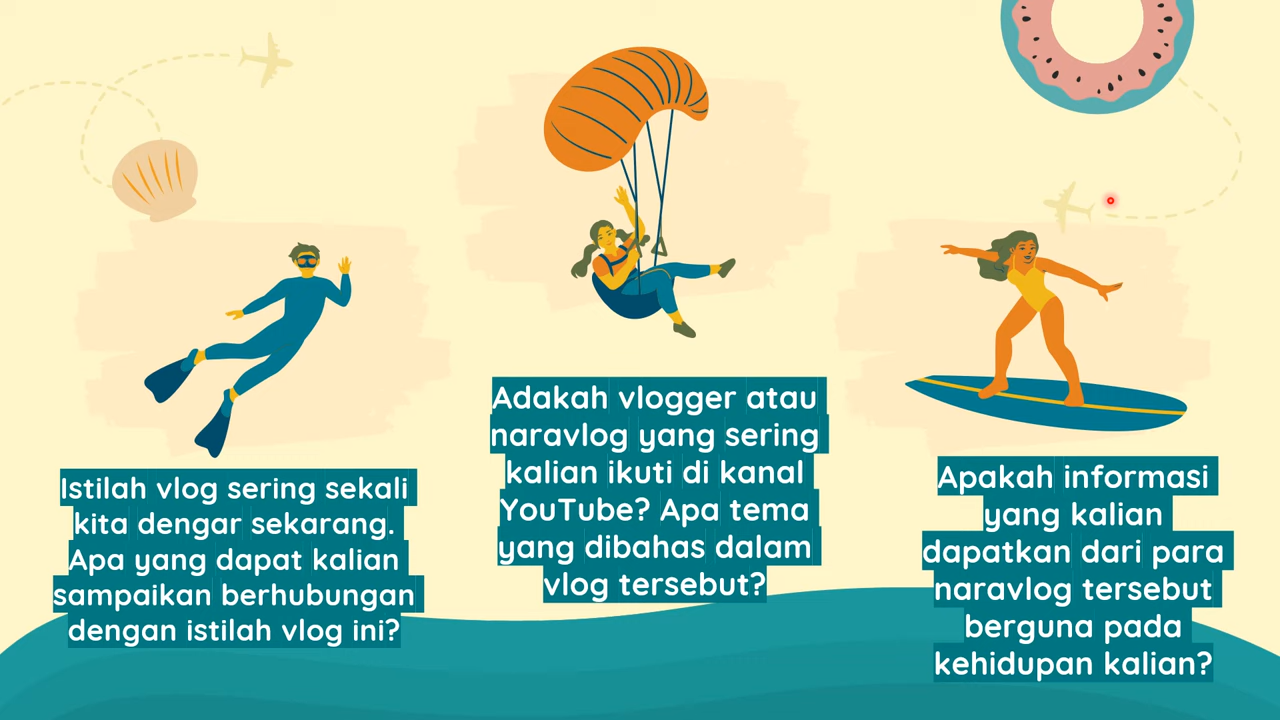 Istilah vlog sering sekali
kita dengar sekarang.
Apa yang dapat kalian
sampaikan berhubungan
dengan istilah vlog ini?
Adakah vlogger atau
naravlog yang sering
kalian ikuti di kanal
YouTube? Apa tema
yang dibahas dalam
vlog tersebut?
Apakah informasi
yang kalian
dapatkan dari para
naravlog tersebut
berguna pada
kehidupan kalian?